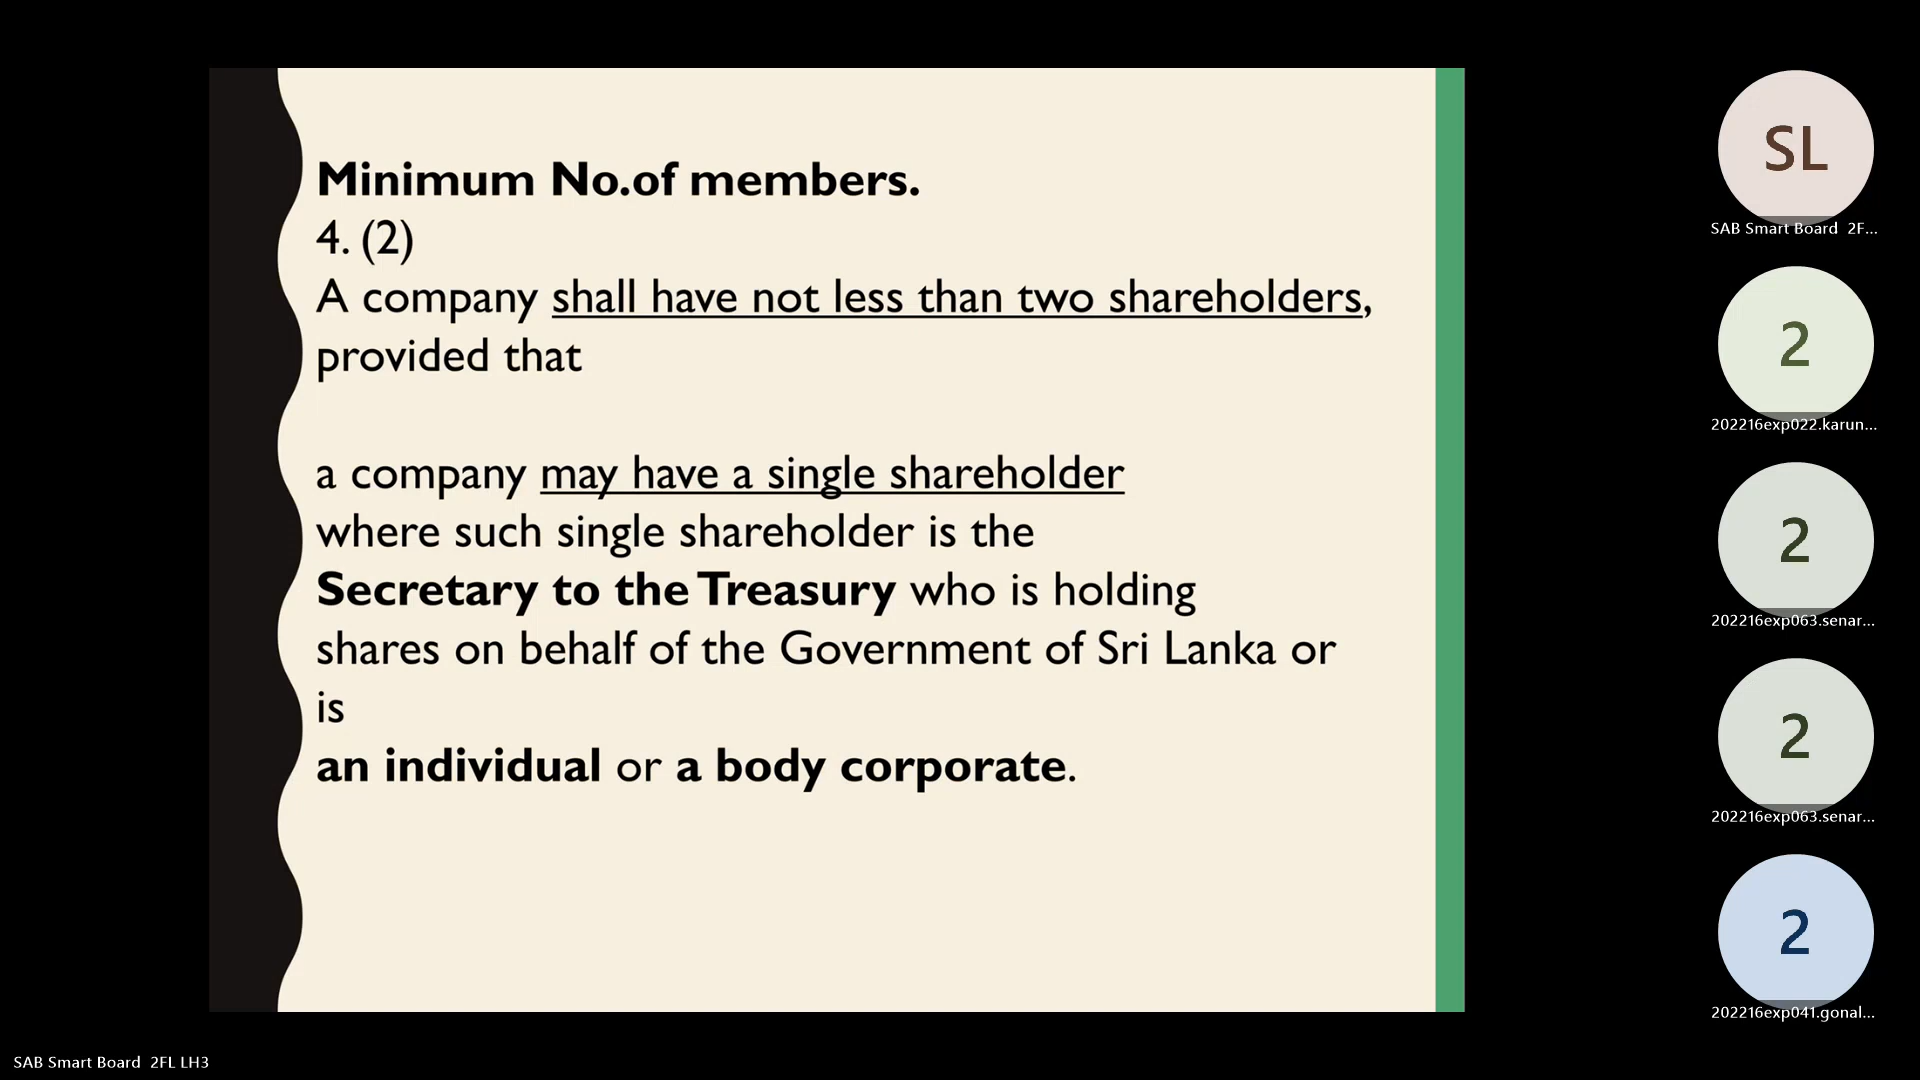 Minimum No.of members.
4. (2)
A company shall have not less than two shareholders,
provided that
a company may have a single shareholder
where such single shareholder is the
Secretary to the Treasury who is holding
shares on behalf of the Government of Sri Lanka or
is
an individual or a body corporate.
SL
SAB Smart Board 2F...
2
202216exp022.karun...
2
202216exp063.senar...
2
202216exp063.senar...
2
202216exp041.gonal...
SAB Smart Board 2FL LH3